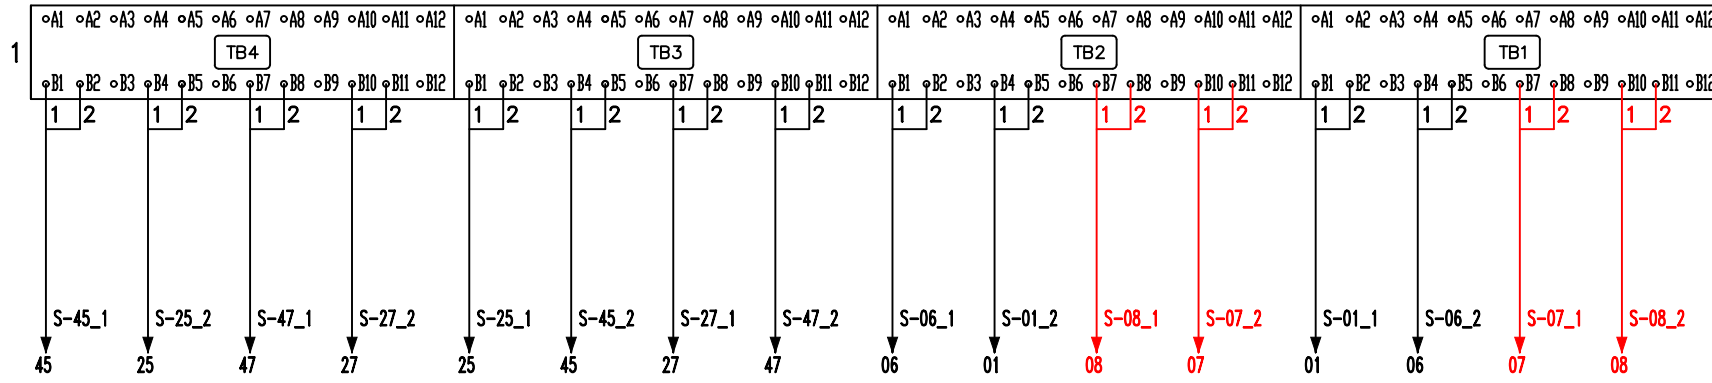 A1 A2 A3 A4 A5 A6 A7 A8 A9 A10 A11 A12 A1 A2 A3 A4 A5 A6 A7 A8 A9 A10 A11 A12 A1 A2 A3 A4 A5 A6 A7 A8 A9 A10 A11 A12 A1 A2 A3 A4 A5 A6 A7 A8 A9 A10 A11 A12
1 TB4 TB3 TB2 TB1
B1 B2 B3 B4 B5 B6 B7 B8 B9 B10 B11 B12 B1 B2 B3 B4 B5 B6 B7 B8 B9 B10 B11 B12 B1 B2 B3 B4 B5 B6 B7 B8 B9 B10 B11 B12 B1 B2 B3 B4 B5 B6 B7 B8 B9 B10 B11 B12
1 2 1 2 1 2 1 2 1 2 1 2 1 2 1 2 1 2 1 2 1 2 1 2 1 2 1 2 1 2 1 2
S-45_1 S-25_2 S-47_1 S-27_2 S-25_1 S-45_2 S-27_1 S-47_2 S-06_1 S-01_2 S-08_1 S-07_2 S-01_1 S-06_2 S-07_1 S-08_2
45 25 47 27 25 45 27 47 06 01 08 07 01 06 07 08